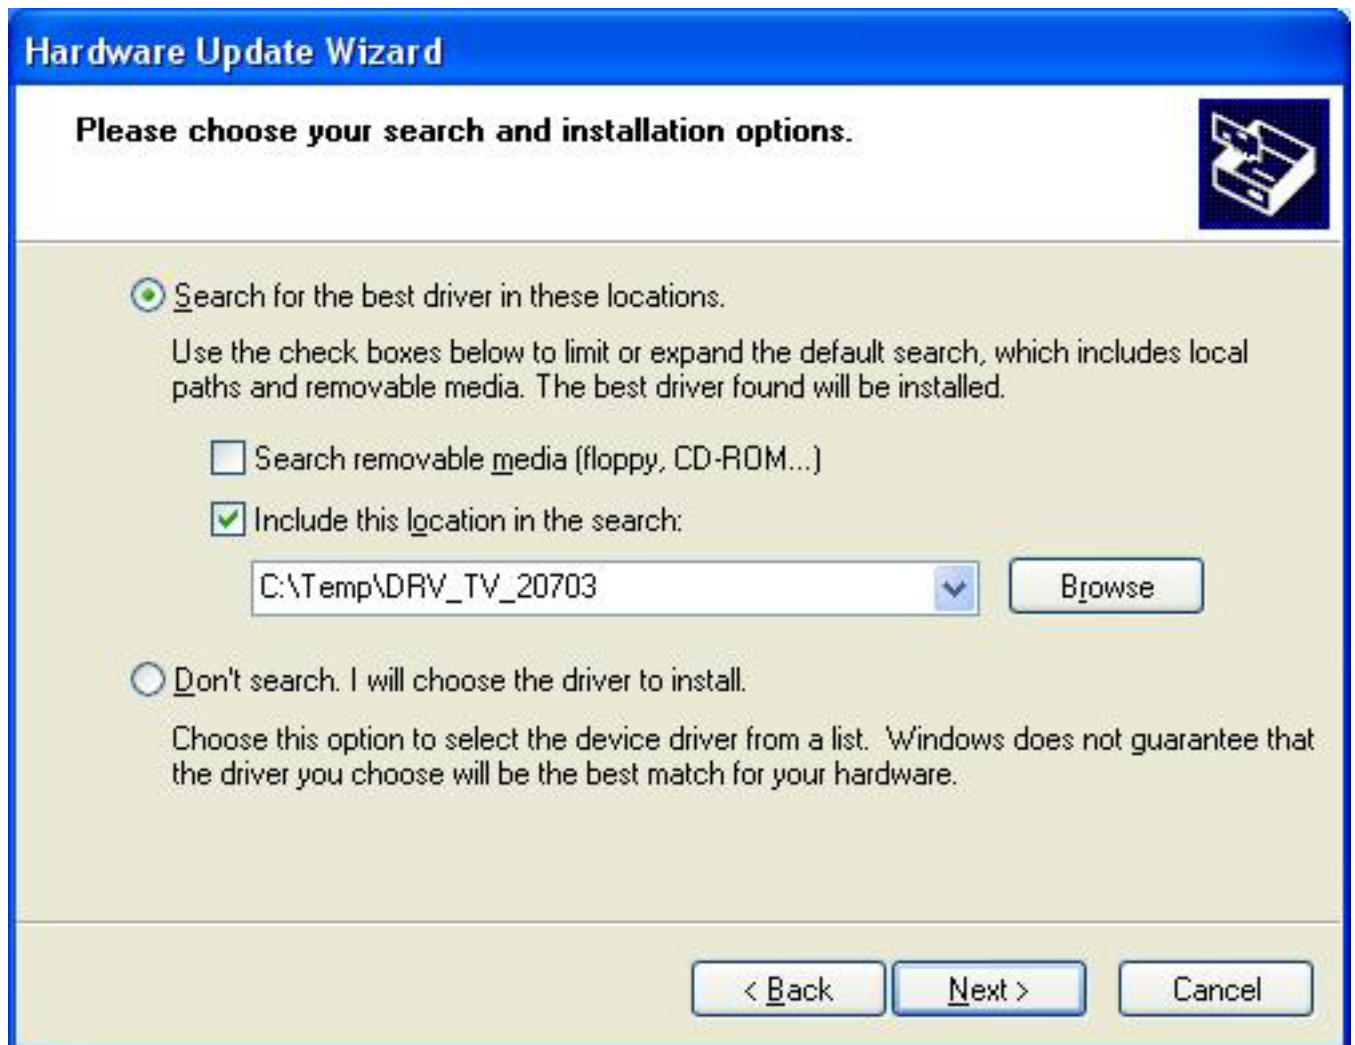 Hardware Update Wizard
Please choose your search and installation options.
Search for the best driver in these locations.
Use the check boxes below to limit or expand the default search, which includes local
paths and removable media. The best driver found will be installed.
Search removable media (floppy, CD-ROM...)
Include this location in the search:
C:\Temp\DRV_TV_20703
Browse
Don't search. I will choose the driver to install.
Choose this option to select the device driver from a list.  Windows does not guarantee that
the driver you choose will be the best match for your hardware.
< Back Next > Cancel